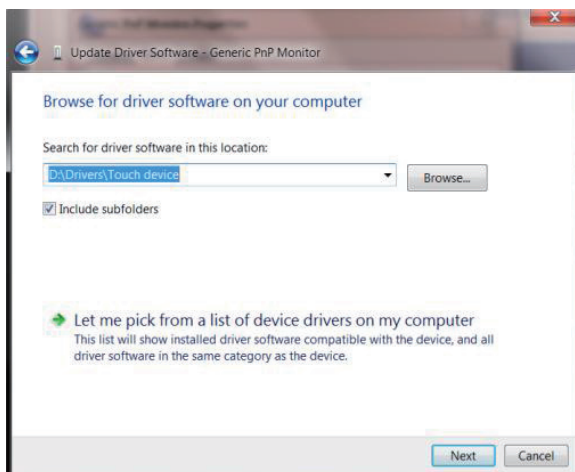 Update Driver Software - Generic PnP Monitor
Browse for driver software on your computer
Search for driver software in this location:
D:\Drivers\Touch device
Browse...
Include subfolders
Let me pick from a list of device drivers on my computer
This list will show installed driver software compatible with the device, and all
driver software in the same category as the device.
Next
Cancel